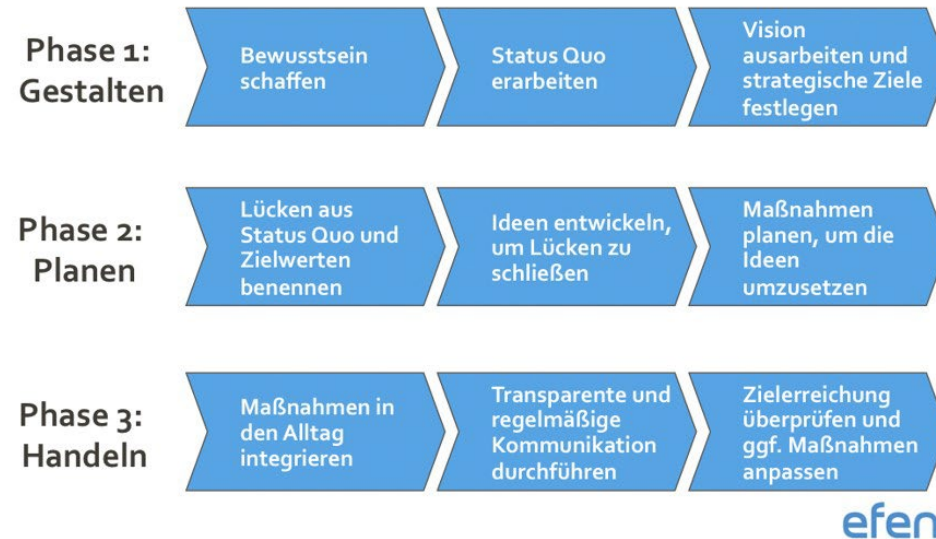 Phase 1:
Gestalten
Bewusstsein
schaffen
Status Quo
erarbeiten
Vision
ausarbeiten und
strategische Ziele
festlegen
Phase 2:
Planen
Lücken aus
Status Quo und
Zielwerten
benennen
Ideen entwickeln,
um Lücken zu
schließen
Maßnahmen
planen, um die
Ideen
umzusetzen
Phase 3:
Handeln
Maßnahmen in
den Alltag
integrieren
Transparente und
regelmäßige
Kommunikation
durchführen
Zielerreichung
überprüfen und
ggf. Maßnahmen
anpassen
efen